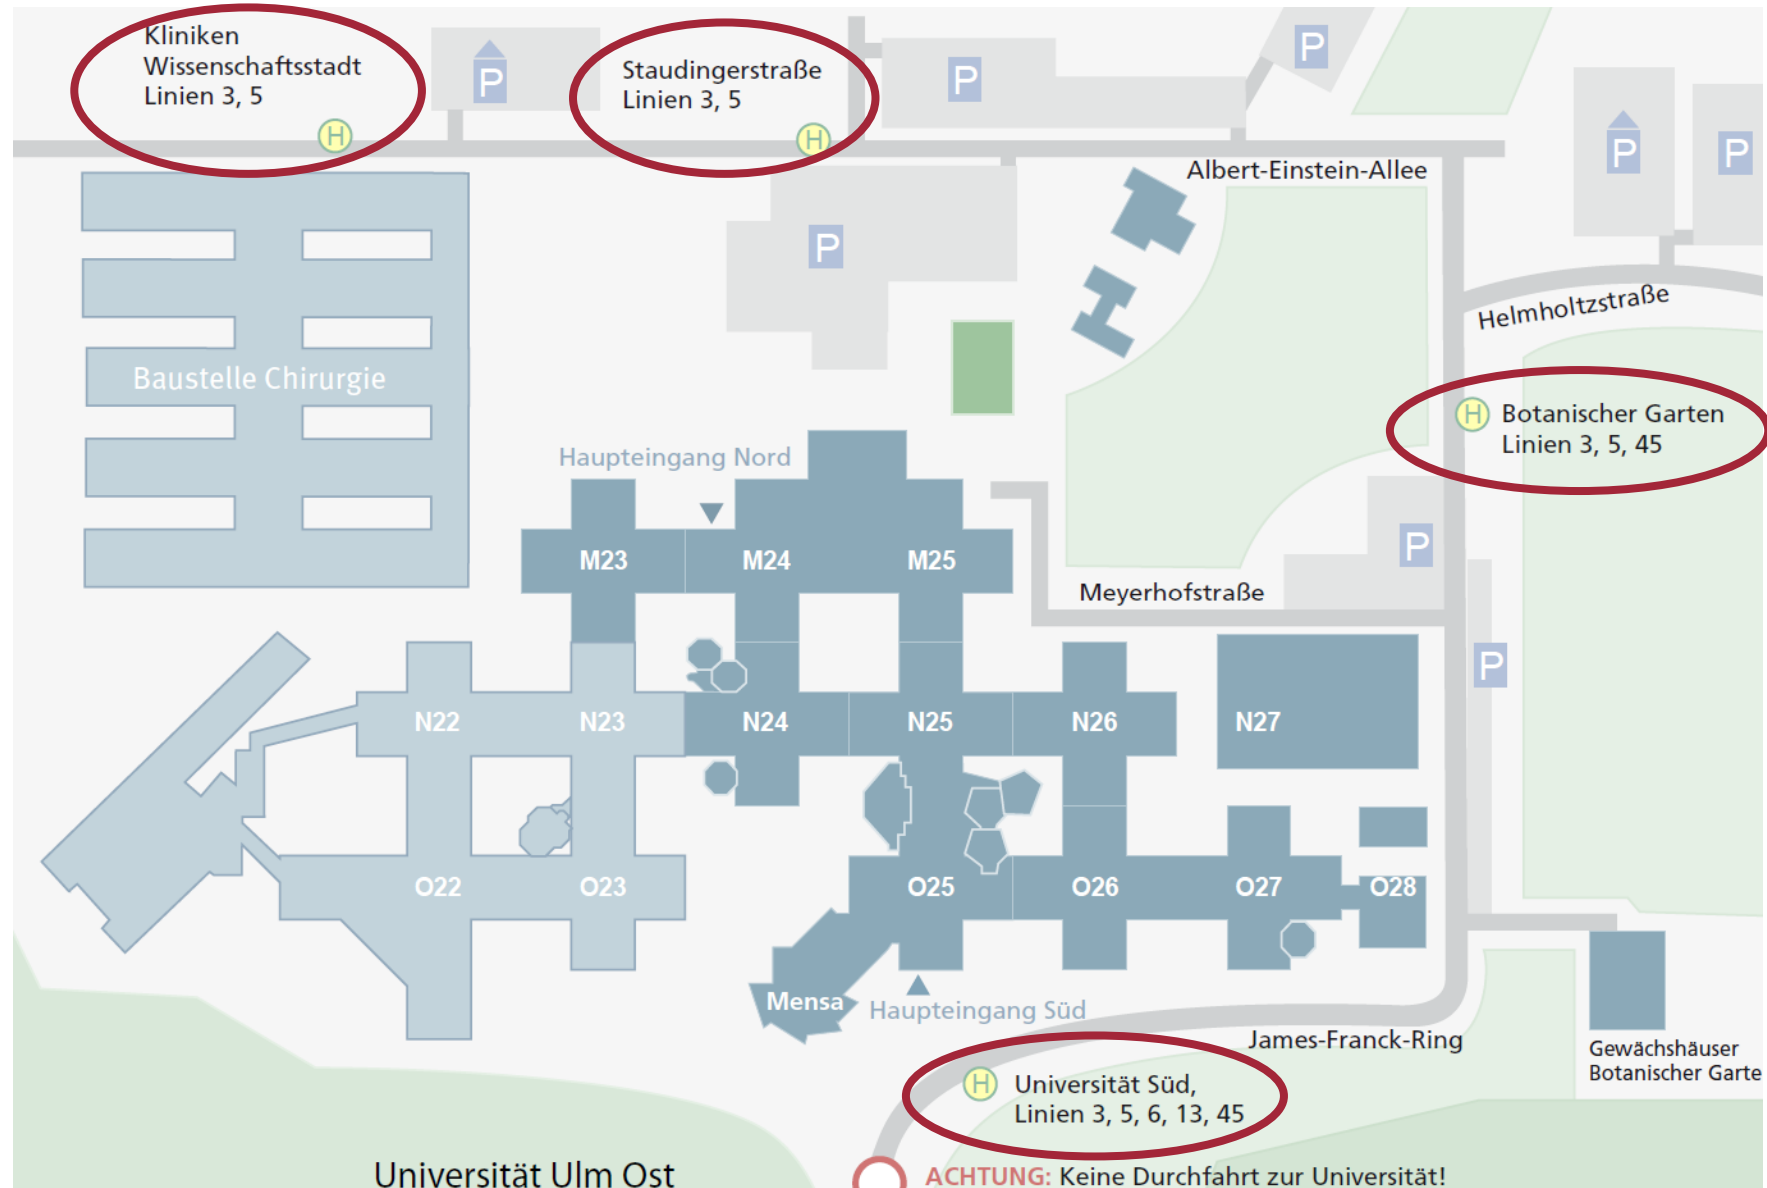 Kliniken
Wissenschaftsstadt
Linien 3, 5
H
P
Staudingerstraße
Linien 3, 5
H
P
P
P
P
Albert-Einstein-Allee
P
Helmholtzstraße
Baustelle Chirurgie
H
Botanischer Garten
Linien 3, 5, 45
Haupteingang Nord
M23
M24
M25
P
Meyerhofstraße
P
N22
N23
N24
N25
N26
N27
O22
O23
O25
O26
O27
O28
Mensa
Haupteingang Süd
James-Franck-Ring
Gewächshäuser
Botanischer Garte
H
Universität Süd,
Linien 3, 5, 6, 13, 45
Universität Ulm Ost
ACHTUNG: Keine Durchfahrt zur Universität!